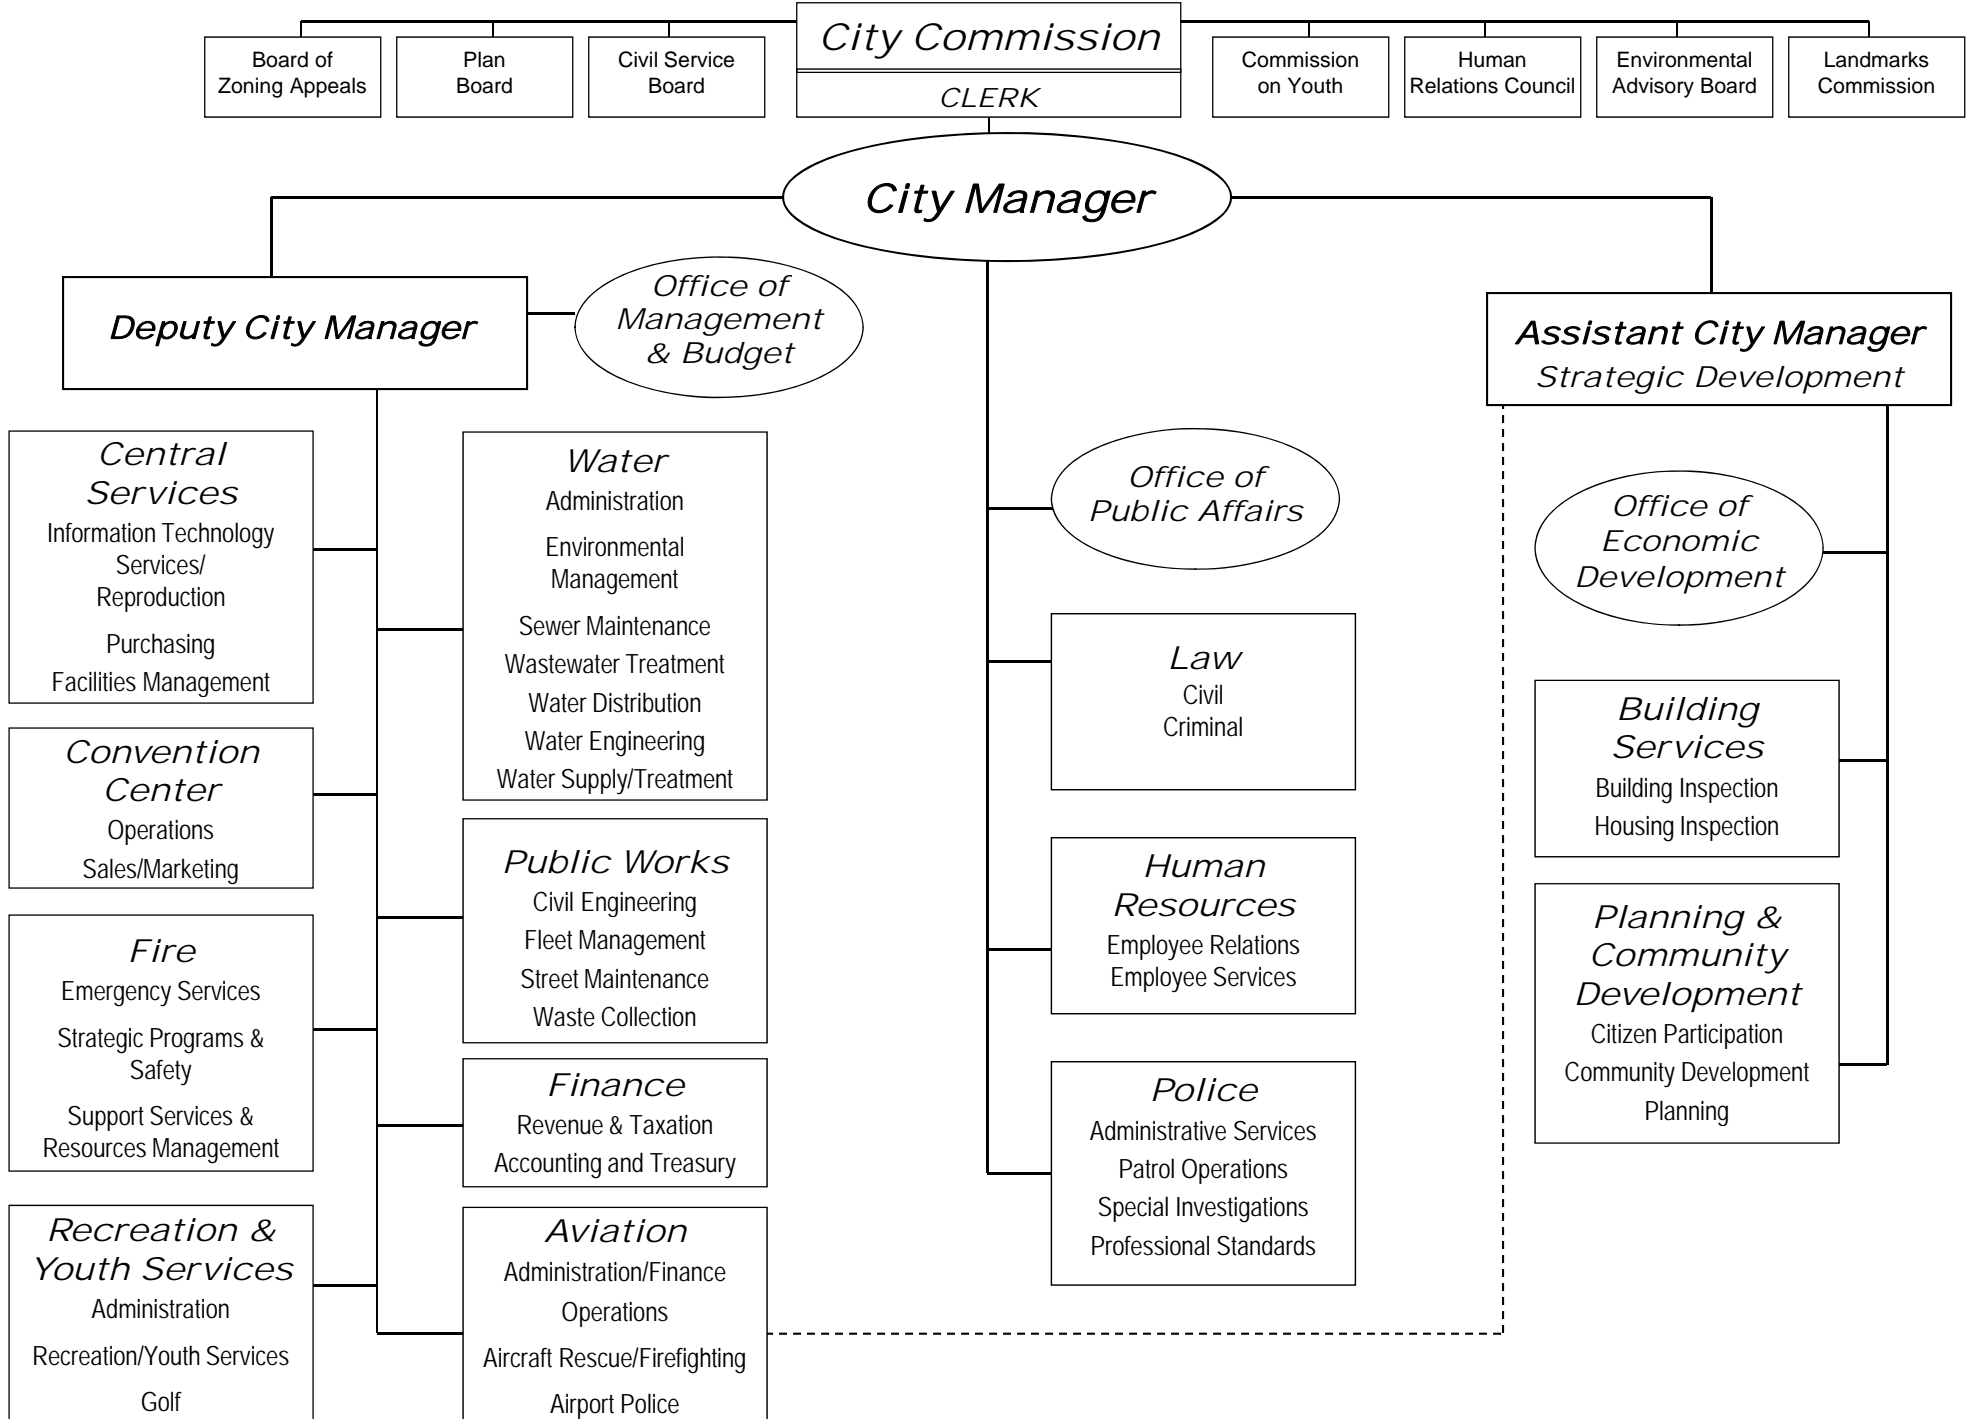 City Commission
CLERK
Board of
Zoning Appeals
Plan
Board
Civil Service
Board
Commission
on Youth
Human
Relations Council
Environmental
Advisory Board
Landmarks
Commission
City Manager
Deputy City Manager
Office of
Management
& Budget
Assistant City Manager
Strategic Development
Central
Services
Information Technology
Services/
Reproduction
Purchasing
Facilities Management
Convention
Center
Operations
Sales/Marketing
Fire
Emergency Services
Strategic Programs &
Safety
Support Services &
Resources Management
Recreation &
Youth Services
Administration
Recreation/Youth Services
Golf
Water
Administration
Environmental
Management
Sewer Maintenance
Wastewater Treatment
Water Distribution
Water Engineering
Water Supply/Treatment
Public Works
Civil Engineering
Fleet Management
Street Maintenance
Waste Collection
Finance
Revenue & Taxation
Accounting and Treasury
Aviation
Administration/Finance
Operations
Aircraft Rescue/Firefighting
Airport Police
Office of
Public Affairs
Law
Civil
Criminal
Human
Resources
Employee Relations
Employee Services
Police
Administrative Services
Patrol Operations
Special Investigations
Professional Standards
Office of
Economic
Development
Building
Services
Building Inspection
Housing Inspection
Planning &
Community
Development
Citizen Participation
Community Development
Planning